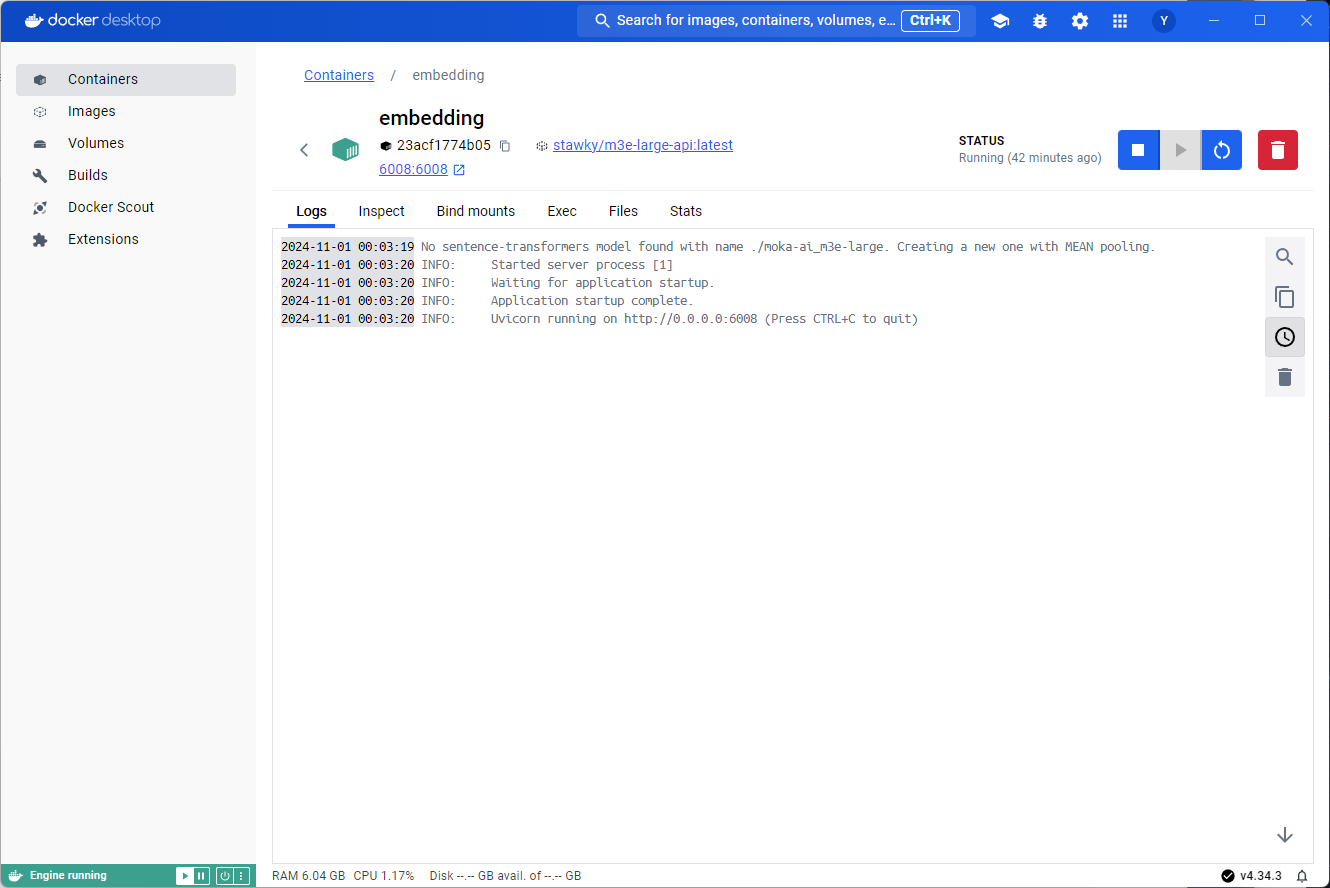 docker desktop
Search for images, containers, volumes, e... Ctrl+K
Y
Containers
Images
Volumes
Builds
Docker Scout
Extensions
Containers / embedding
embedding
23acf1774b05 stawky/m3e-large-api:latest
6008:6008
STATUS
Running (42 minutes ago)
Logs Inspect Bind mounts Exec Files Stats
2024-11-01 00:03:19 No sentence-transformers model found with name ./moka-ai_m3e-large. Creating a new one with MEAN pooling.
2024-11-01 00:03:20 INFO: Started server process [1]
2024-11-01 00:03:20 INFO: Waiting for application startup.
2024-11-01 00:03:20 INFO: Application startup complete.
2024-11-01 00:03:20 INFO: Uvicorn running on http://0.0.0.0:6008 (Press CTRL+C to quit)
Engine running
RAM 6.04 GB CPU 1.17% Disk --.-- GB avail. of --.-- GB
v4.34.3